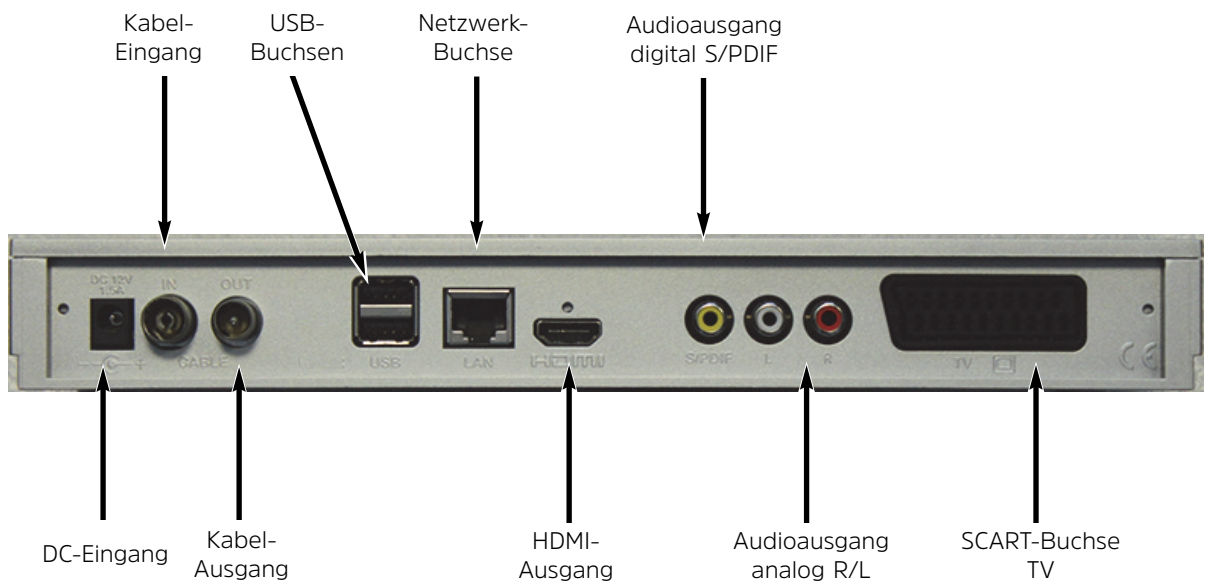 Kabel-
Eingang
USB-
Buchsen
Netzwerk-
Buchse
Audioausgang
digital S/PDIF
DC 12V
1.5A
IN
OUT
CABLE
USB
LAN
HDMI
S/PDIF
L
R
TV
CE
DC-Eingang
Kabel-
Ausgang
HDMI-
Ausgang
Audioausgang
analog R/L
SCART-Buchse
TV